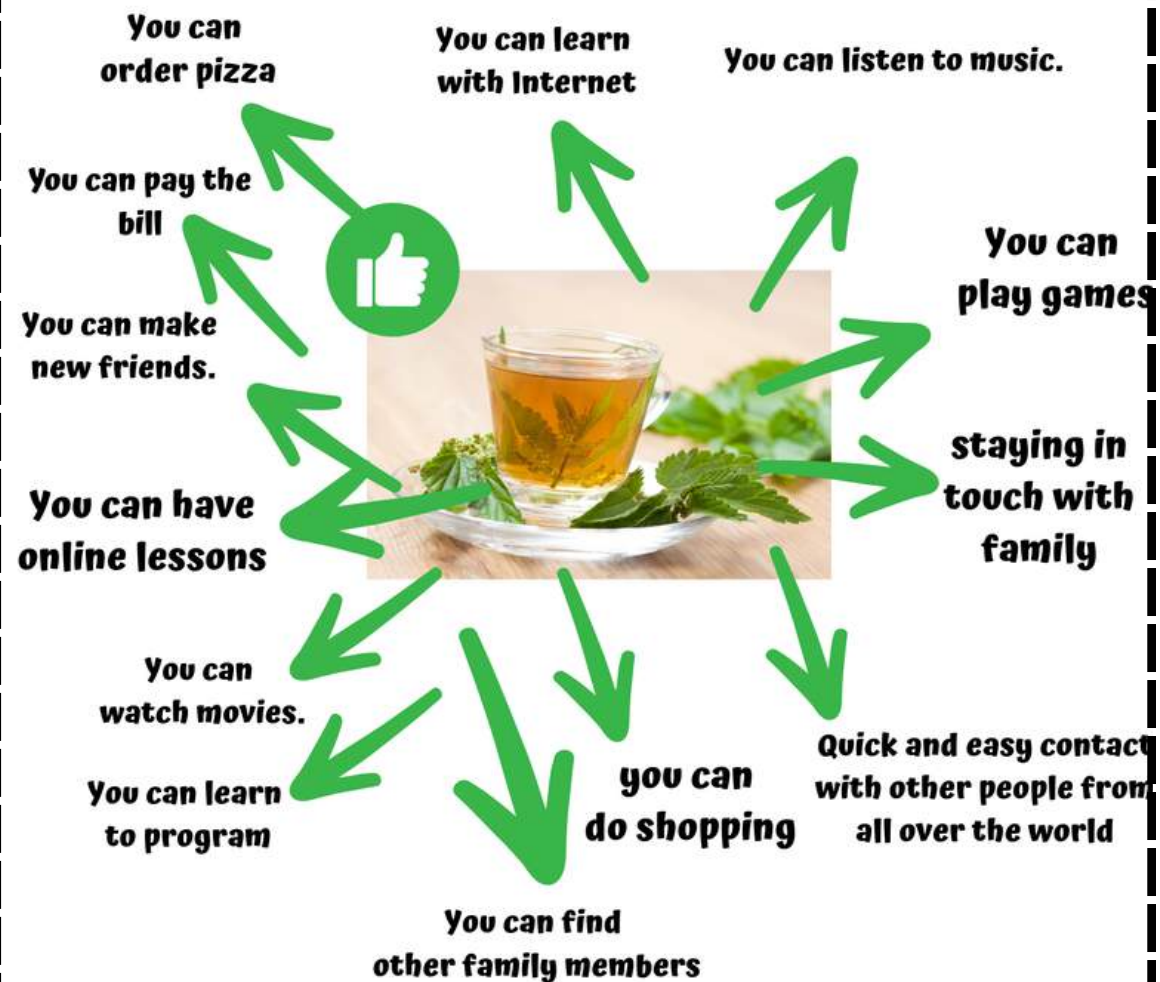 You can
order pizza
You can learn
with Internet
You can listen to music.
You can pay the
bill
You can
play games
You can make
new friends.
staying in
touch with
family
You can have
online lessons
You can
watch movies.
Quick and easy contact
with other people from
all over the world
you can
do shopping
You can learn
to program
You can find
other family members